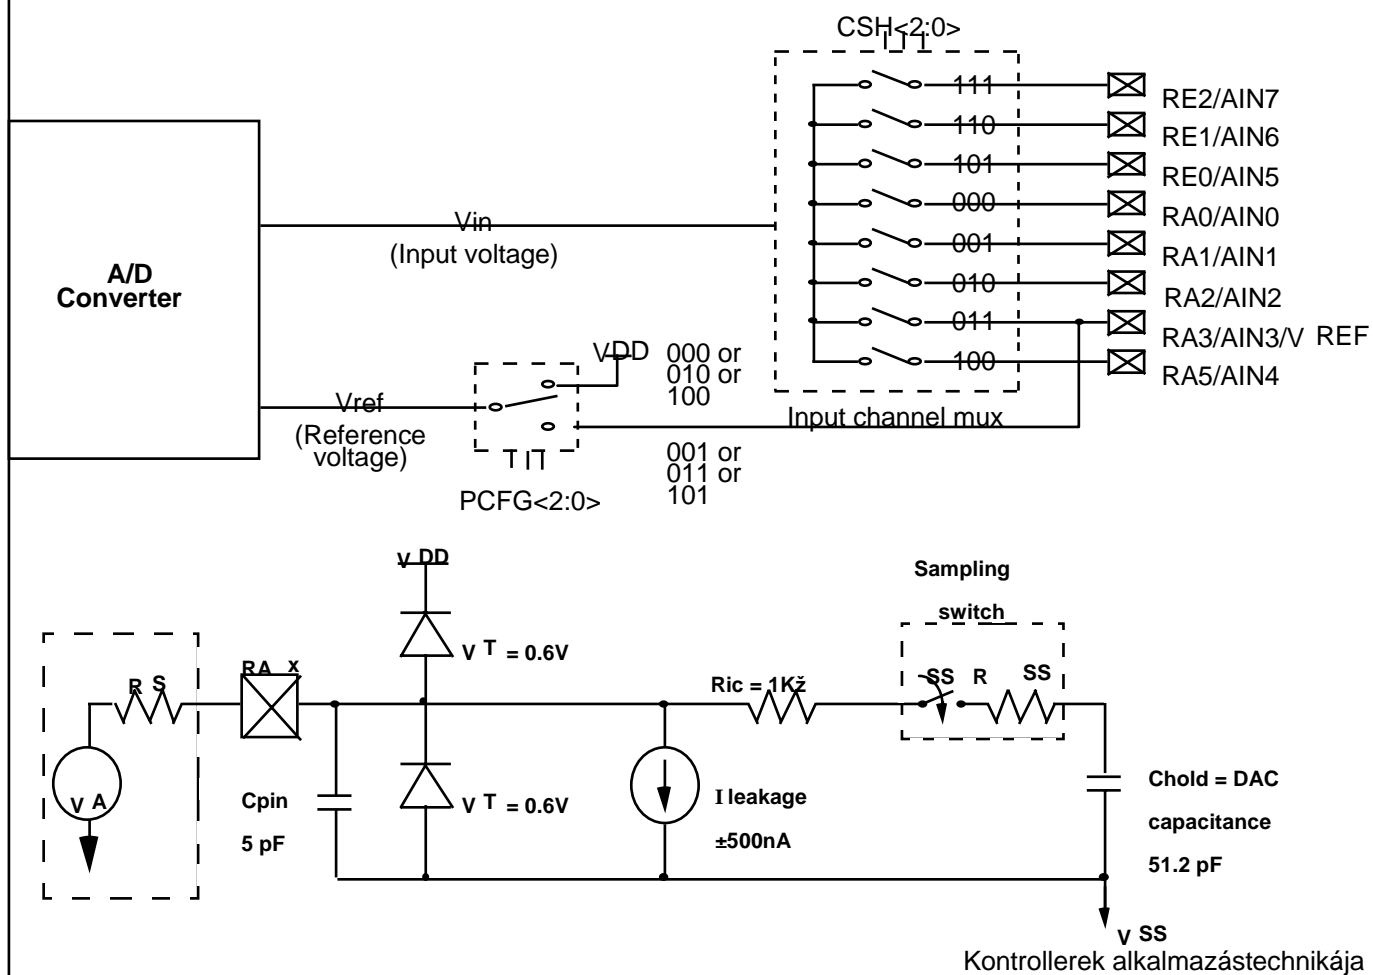 CSH<2:0>
111
RE2/AIN7
110
RE1/AIN6
101
RE0/AIN5
000
RA0/AIN0
001
RA1/AIN1
010
RA2/AIN2
011
RA3/AIN3/V REF
100
RA5/AIN4
Input channel mux
Vin
(Input voltage)
A/D
Converter
VDD
000 or
010 or
100
Vref
(Reference
voltage)
001 or
011 or
101
PCFG<2:0>
V DD
Sampling
switch
V T = 0.6V
R S
RA x
Ric = 1Kž
SS R SS
V A
Cpin
5 pF
V T = 0.6V
I leakage
±500nA
Chold = DAC
capacitance
51.2 pF
V SS
Kontrollerek alkalmazástechnikája